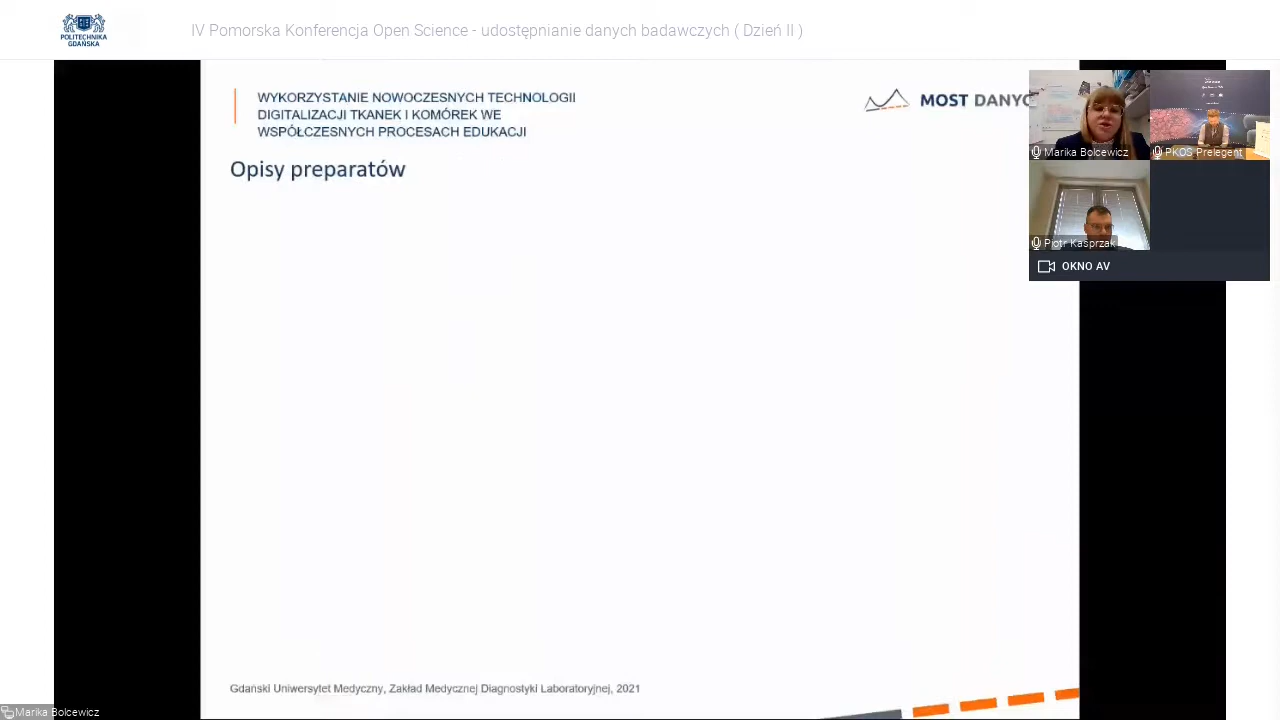 POLITECHNIKA
GDAŃSKA
IV Pomorska Konferencja Open Science - udostępnianie danych badawczych ( Dzień II )
WYKORZYSTANIE NOWOCZESNYCH TECHNOLOGII
DIGITALIZACJI TKANEK I KOMÓREK WE
WSPÓŁCZESNYCH PROCESACH EDUKACJI
MOST DANYC
Opisy preparatów
Marika Bolcewicz
PKOS Prelegent
Piotr Kasprzak
OKNO AV
Gdański Uniwersytet Medyczny, Zakład Medycznej Diagnostyki Laboratoryjnej, 2021
Marika Bolcewicz